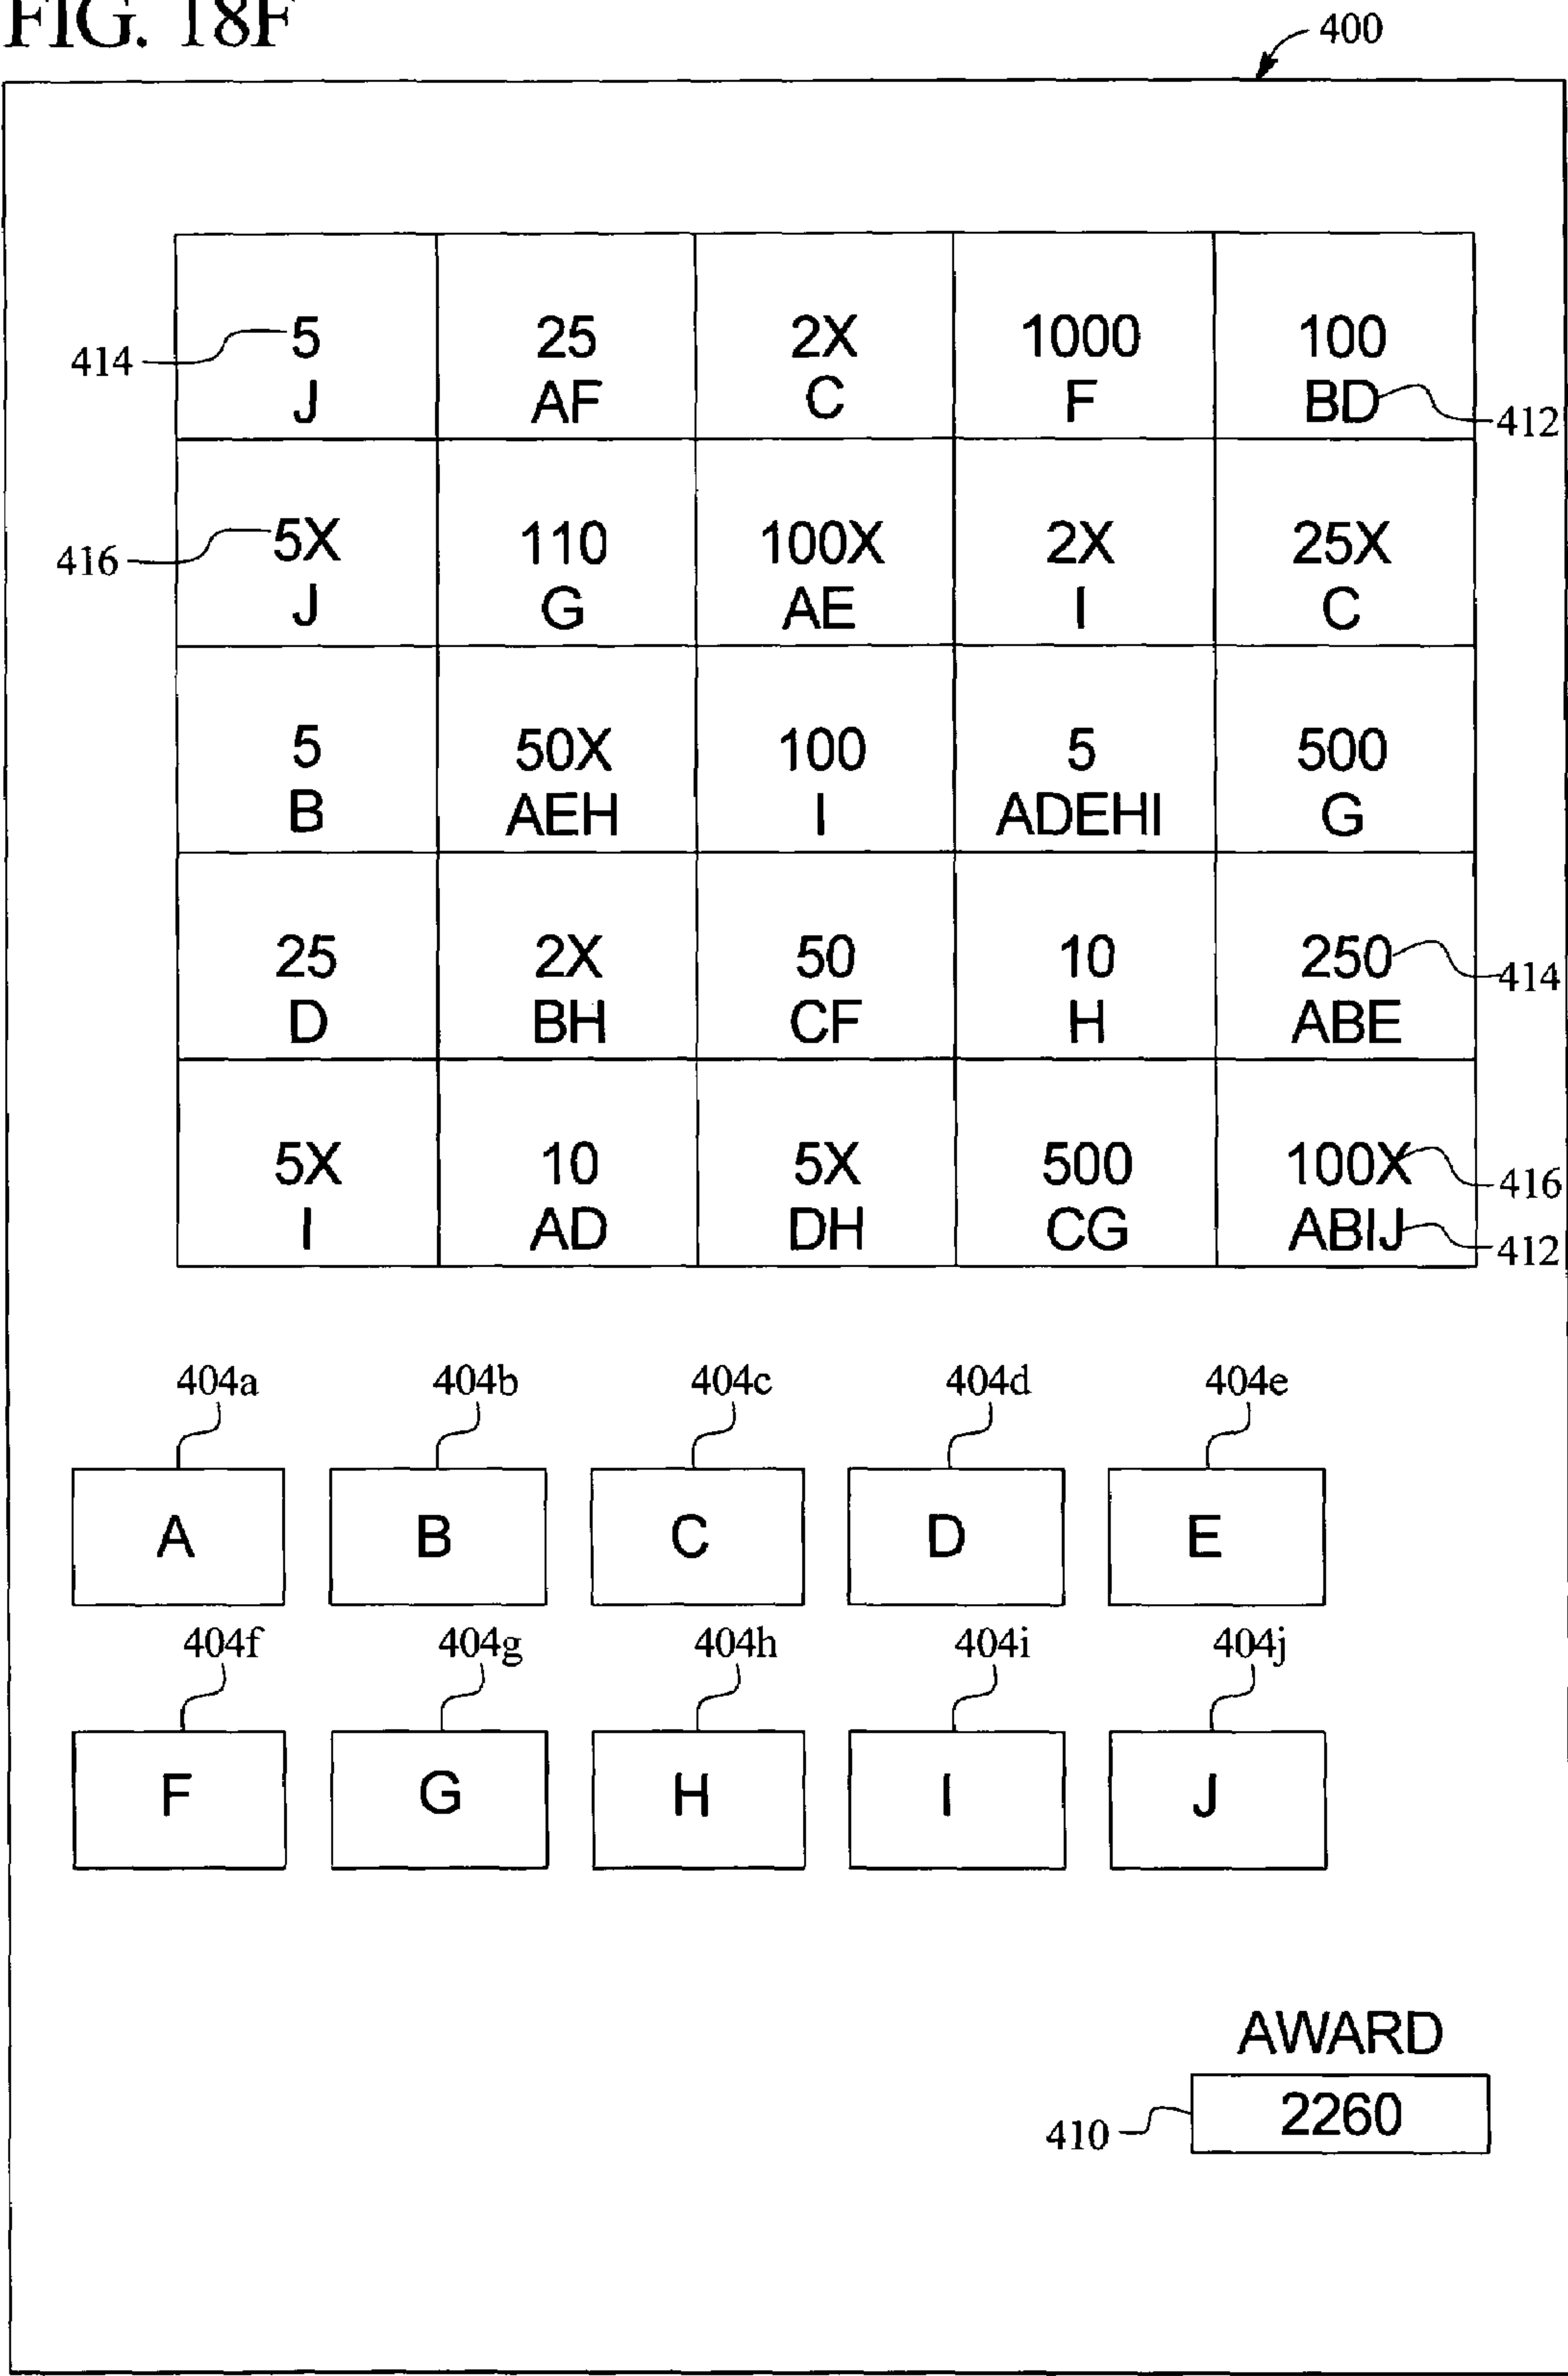 FIG. 18F
400
5 25 2X 1000 100
414
J AF C F BD
412
5X 110 100X 2X 25X
416
J G AE I C
5 50X 100 5 500
B AEH I ADEHI G
25 2X 50 10 250
414
D BH CF H ABE
5X 10 5X 500 100X
416
I AD DH CG ABIJ
412
404a 404b 404c 404d 404e
A B C D E
404f 404g 404h 404i 404j
F G H I J
AWARD
410 2260